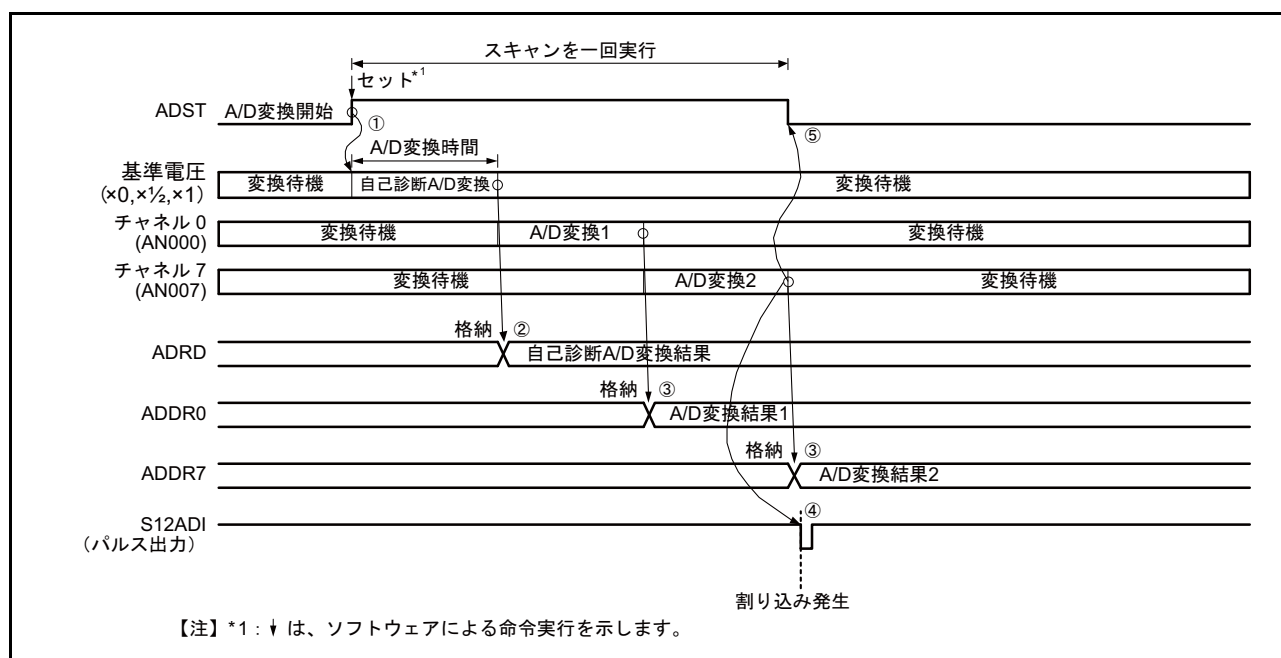 スキャンを一回実行
セット*1
ADST A/D変換開始 ① ⑤
A/D変換時間
基準電圧
(×0,×½,×1)
変換待機 自己診断A/D変換 変換待機
チャネル 0
(AN000)
変換待機 A/D変換1 変換待機
チャネル 7
(AN007)
変換待機 A/D変換2 変換待機
格納 ②
ADRD 自己診断A/D変換結果
格納 ③
ADDR0 A/D変換結果1
格納 ③
ADDR7 A/D変換結果2
S12ADI ④
(パルス出力)
割り込み発生
【注】*1:↓は、ソフトウェアによる命令実行を示します。